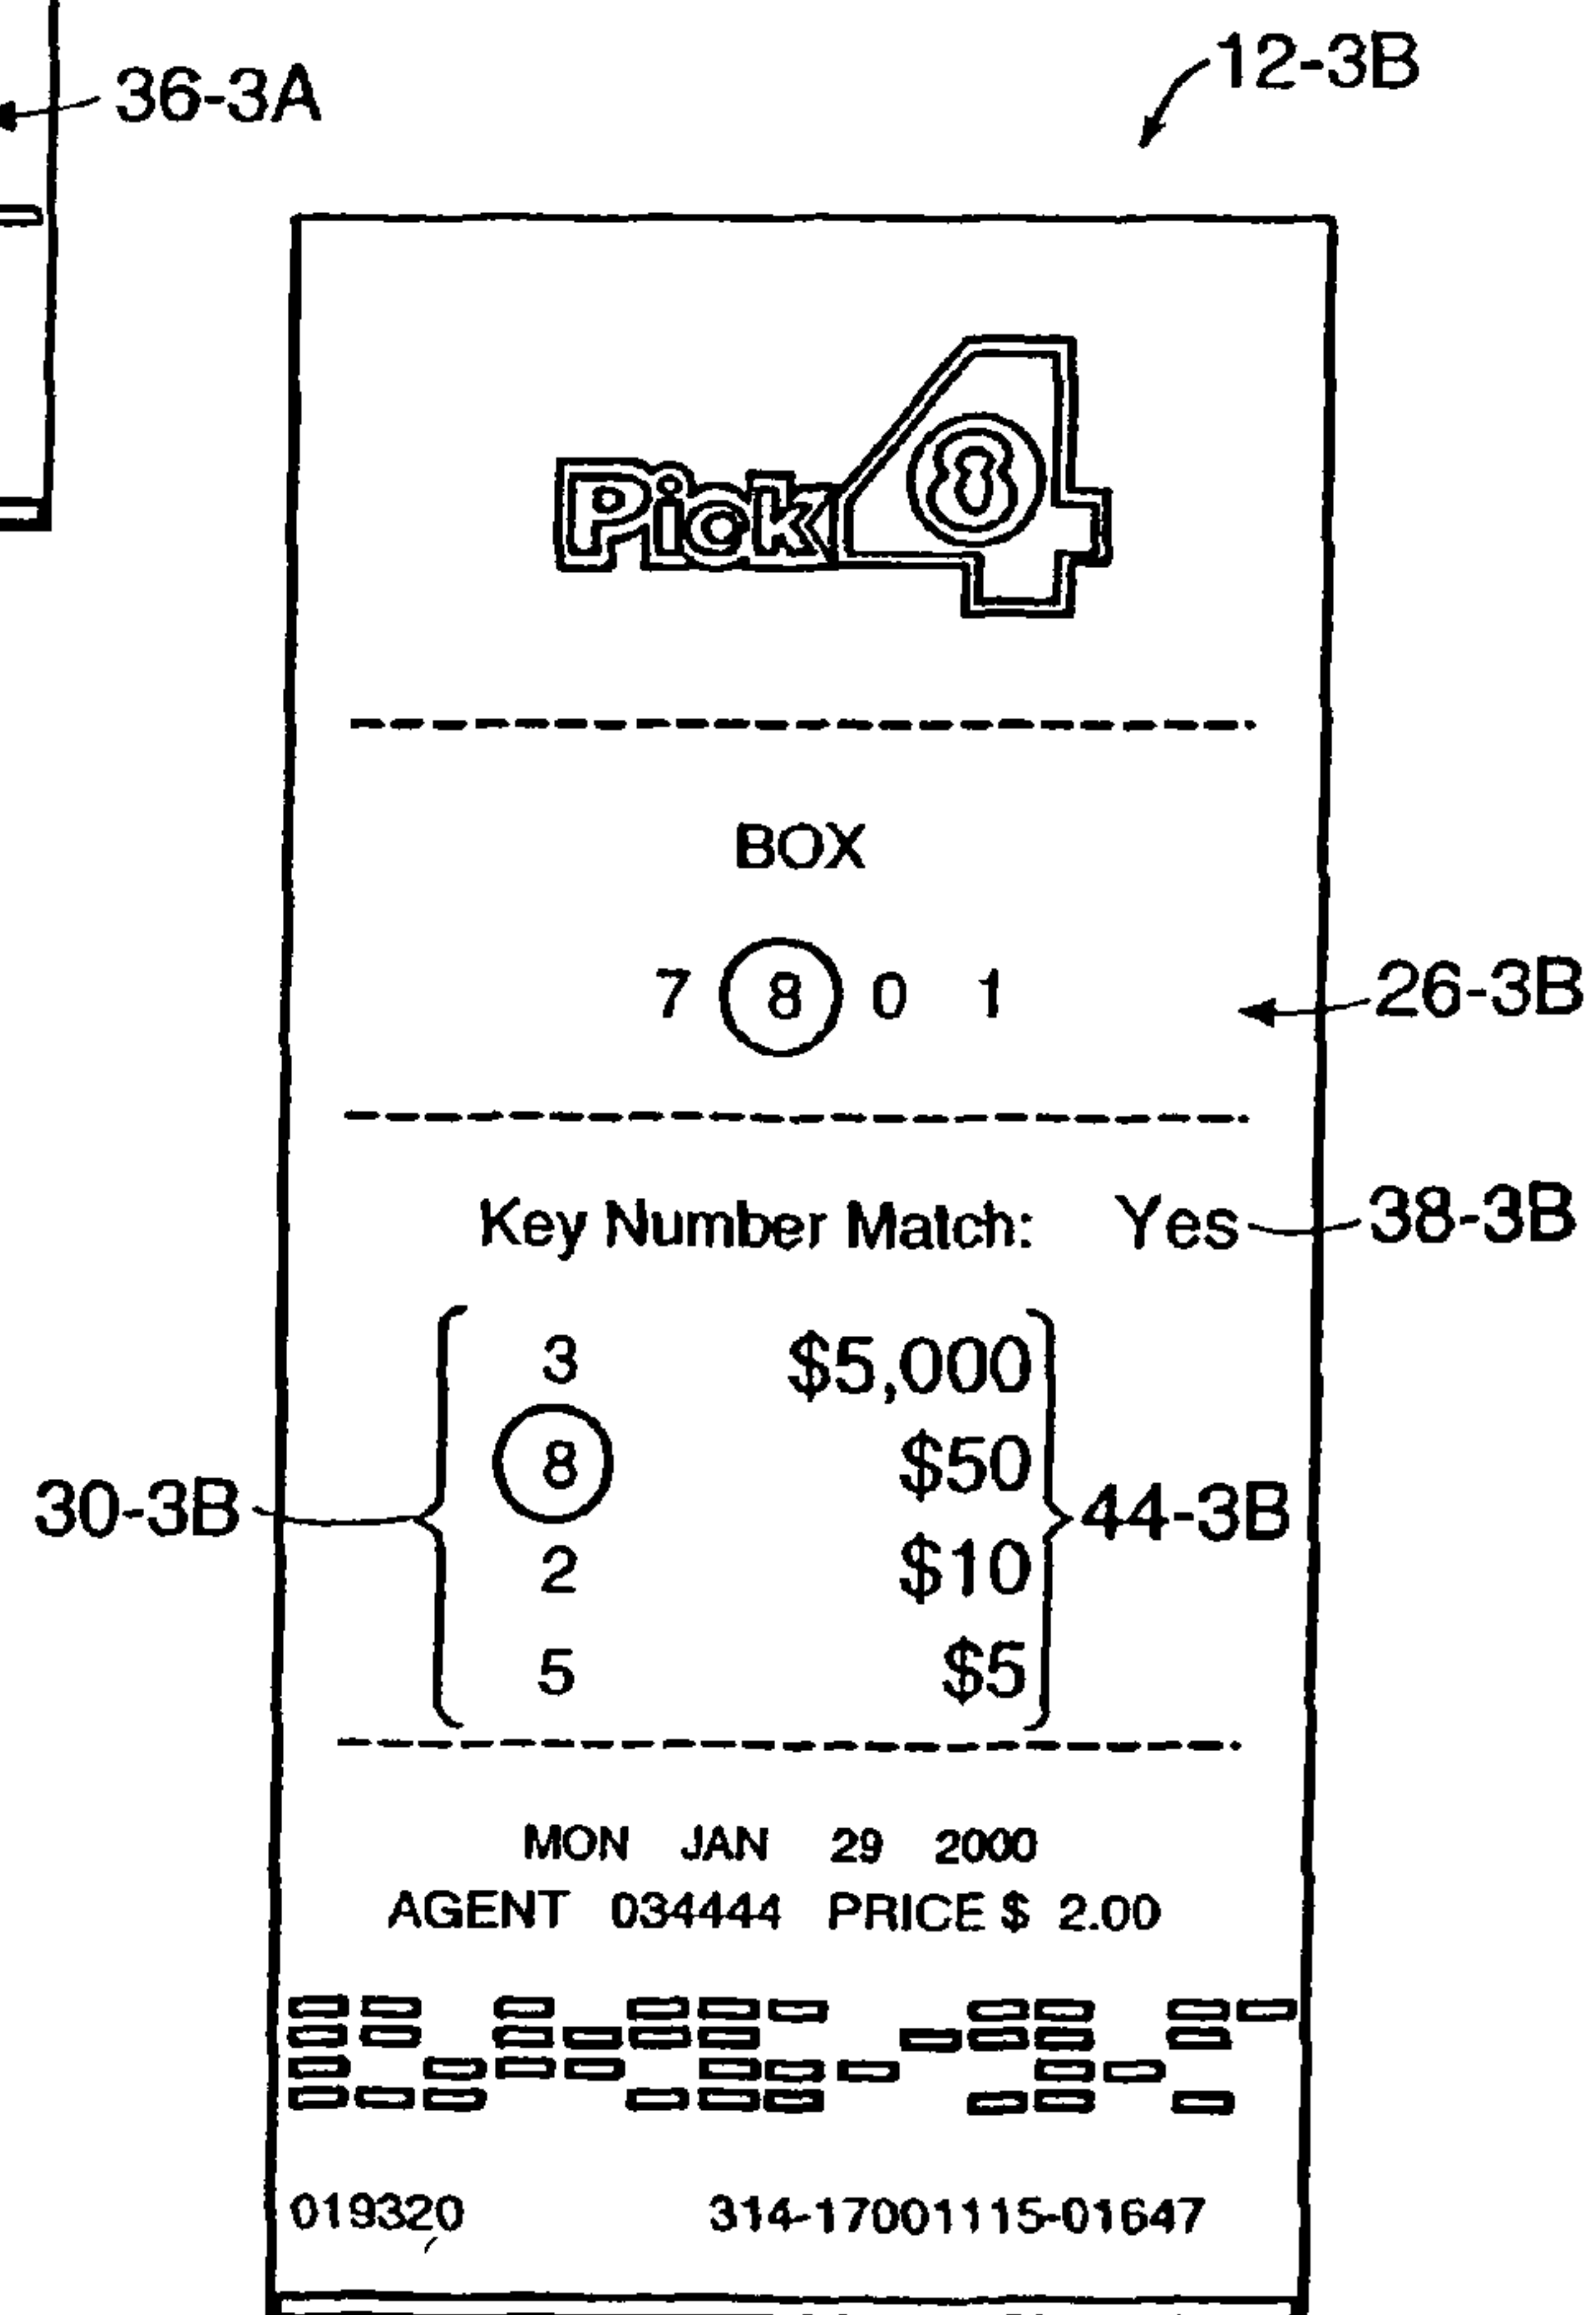 12-3B
36-3A
Pick 4 8
BOX
7 8 0 1
26-3B
Key Number Match: Yes 38-3B
3 $5,000
8 $50
30-3B 44-3B
2 $10
5 $5
MON JAN 29 2000
AGENT 034444 PRICE $ 2.00
019320 314-17001115-01647